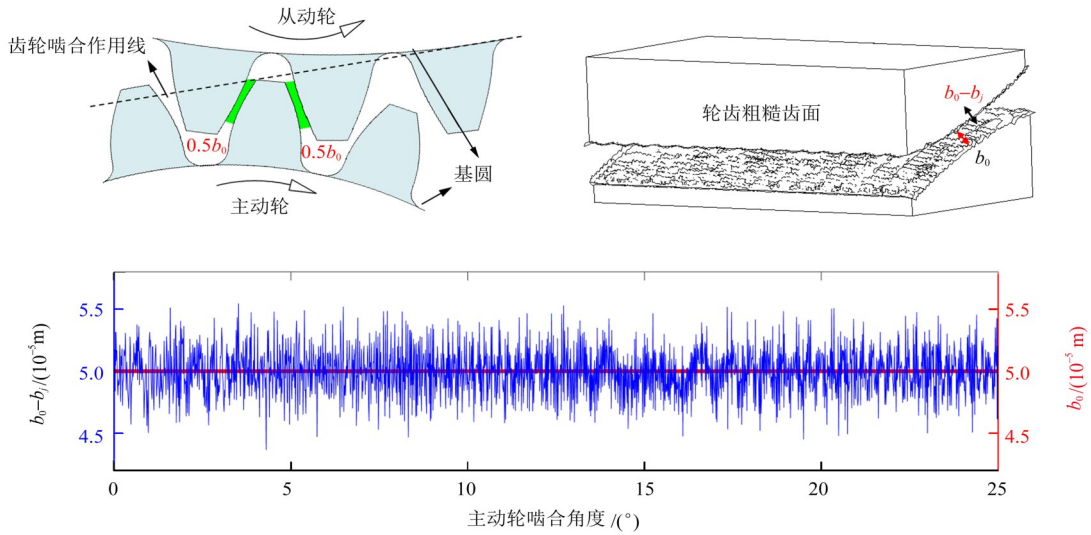 从动轮
齿轮啮合作用线
0.5b₀
0.5b₀
基圆
主动轮
轮齿粗糙齿面
b₀−bⱼ
b₀
b₀−bⱼ/(10⁻⁵m)
5.5
5.0
4.5
5.5
5.0
4.5
b₀/(10⁻⁵ m)
0 5 10 15 20 25
主动轮啮合角度 /(°)